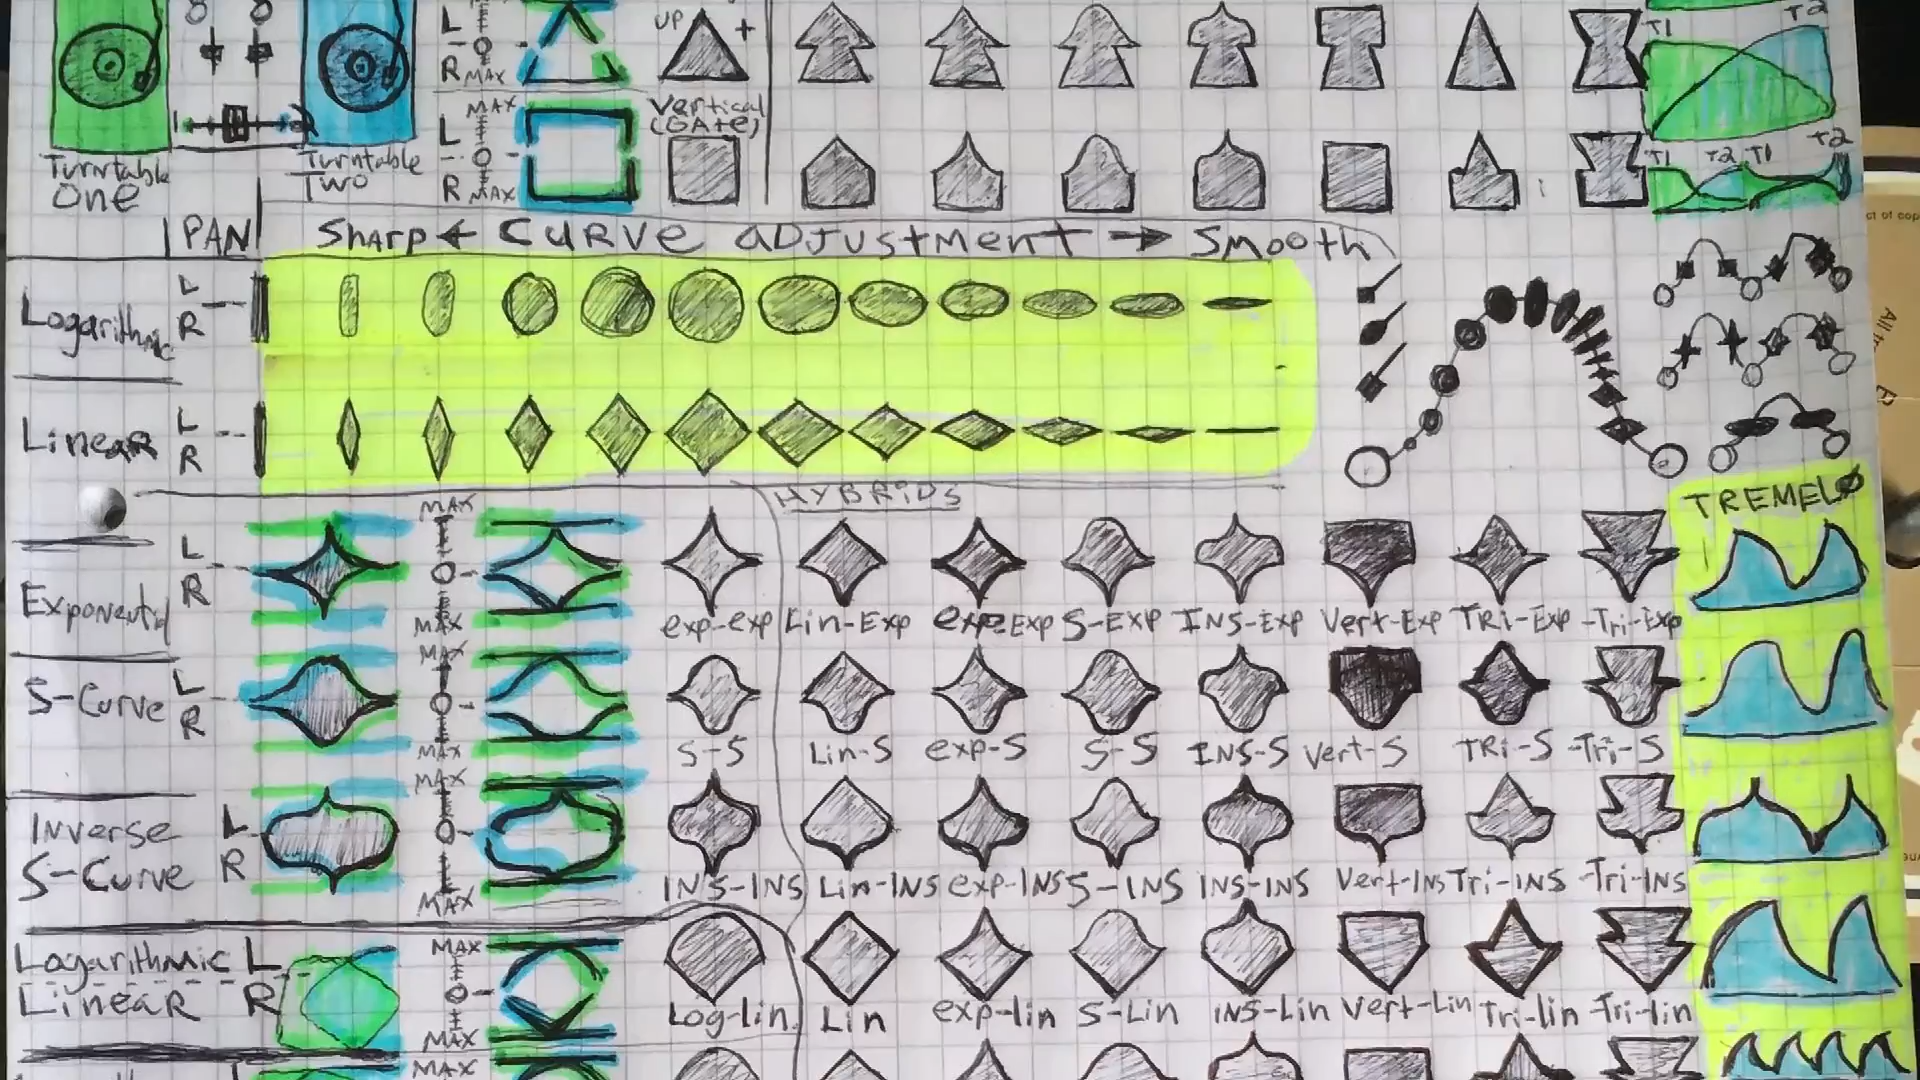 UP
+
T1
T2
L
O
R
MAX
Vertical
(GATE)
MAX
L
O
R
MAX
Turntable
One
Turntable
Two
T1
T2
T1
T2
PAN
Sharp ← Curve adjustment → Smooth
Logarithmic
L
R
Linear
L
R
HYBRIDS
TREMELO
Exponential
L
R
MAX
O
MAX
exp-exp
Lin-Exp
exp-Exp
S-Exp
INS-Exp
Vert-Exp
TRi-Exp
-Tri-Exp
S-Curve
L
R
MAX
O
MAX
S-S
Lin-S
exp-S
S-S
INS-S
Vert-S
TRi-S
-Tri-S
Inverse
S-Curve
L
R
MAX
O
MAX
INS-INS
Lin-INS
exp-INS
S-INS
INS-INS
Vert-INS
Tri-INS
-Tri-INS
Logarithmic
Linear
L
R
MAX
O
MAX
Log-lin
Lin
exp-lin
S-Lin
INS-Lin
Vert-Lin
Tri-lin
-Tri-lin
MAX